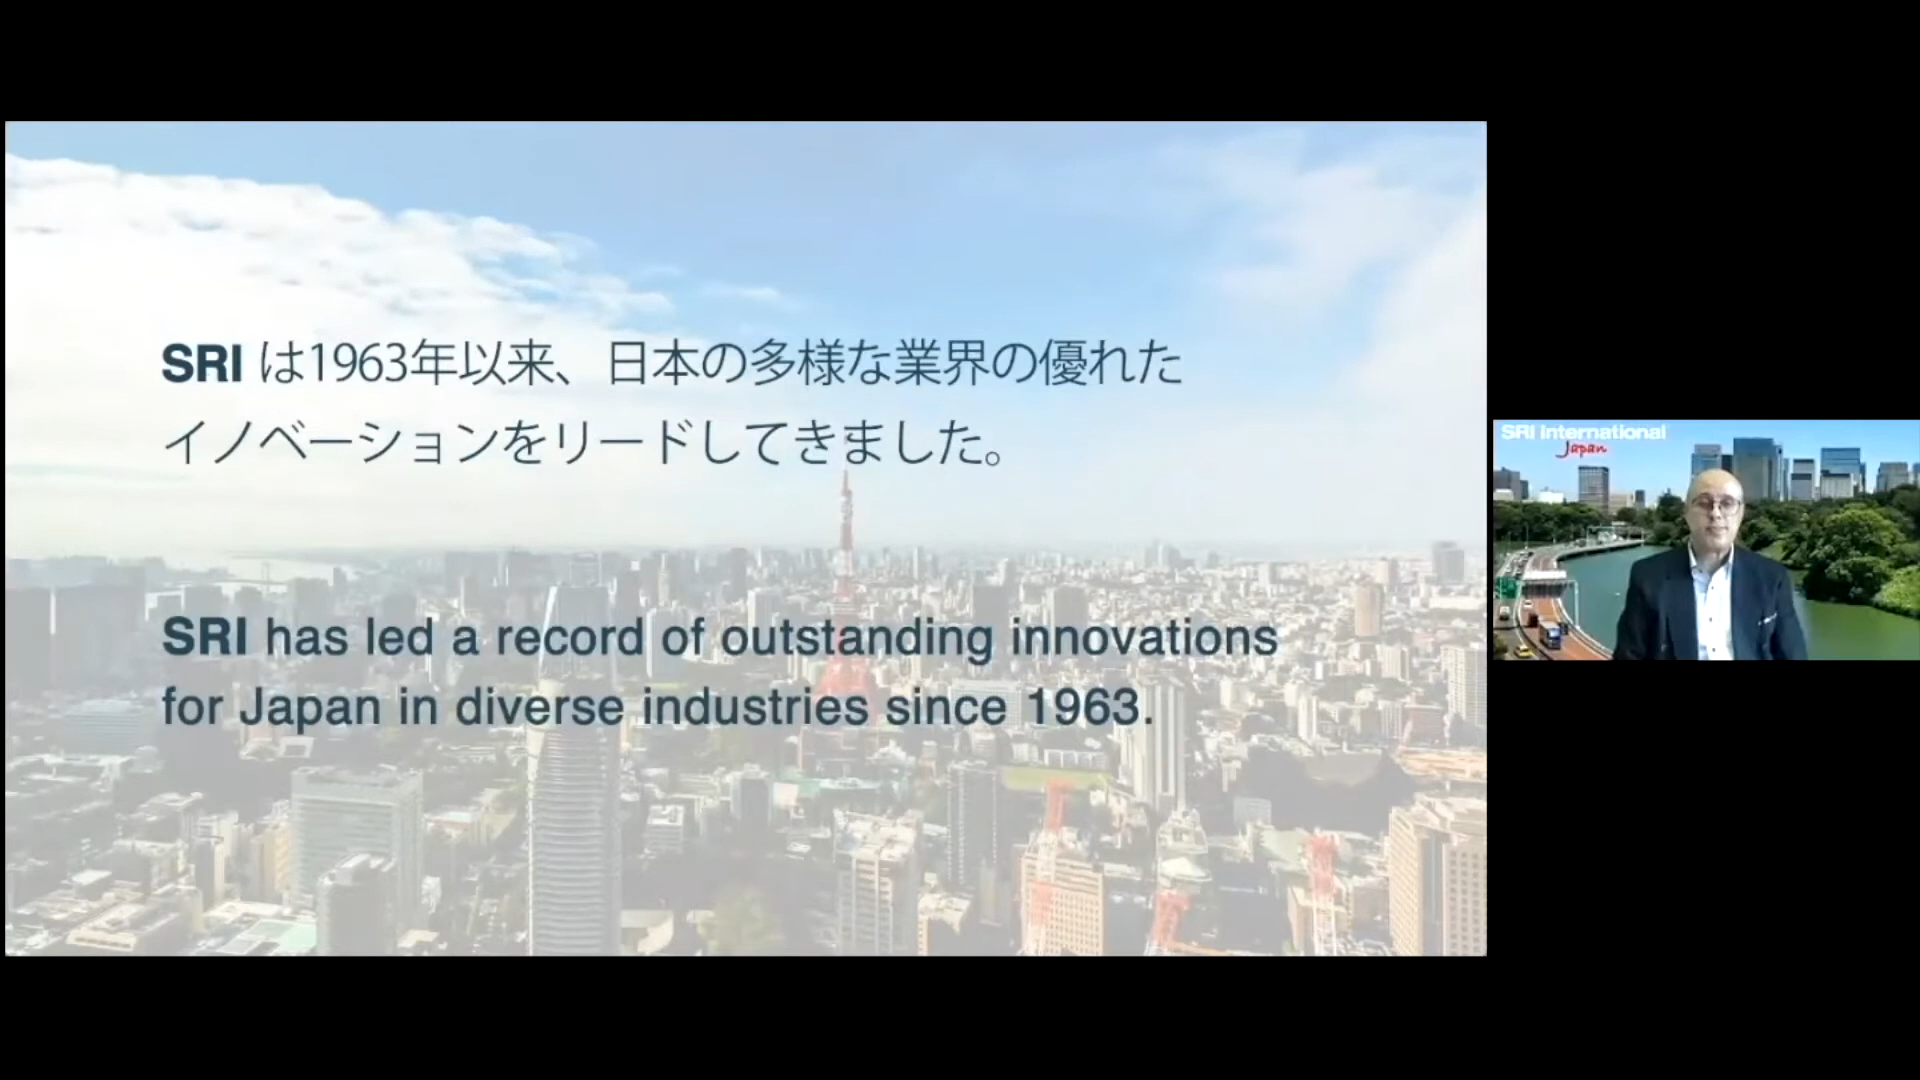 SRI は1963年以来、日本の多様な業界の優れた
イノベーションをリードしてきました。
SRI has led a record of outstanding innovations
for Japan in diverse industries since 1963.
SRI International
Japan